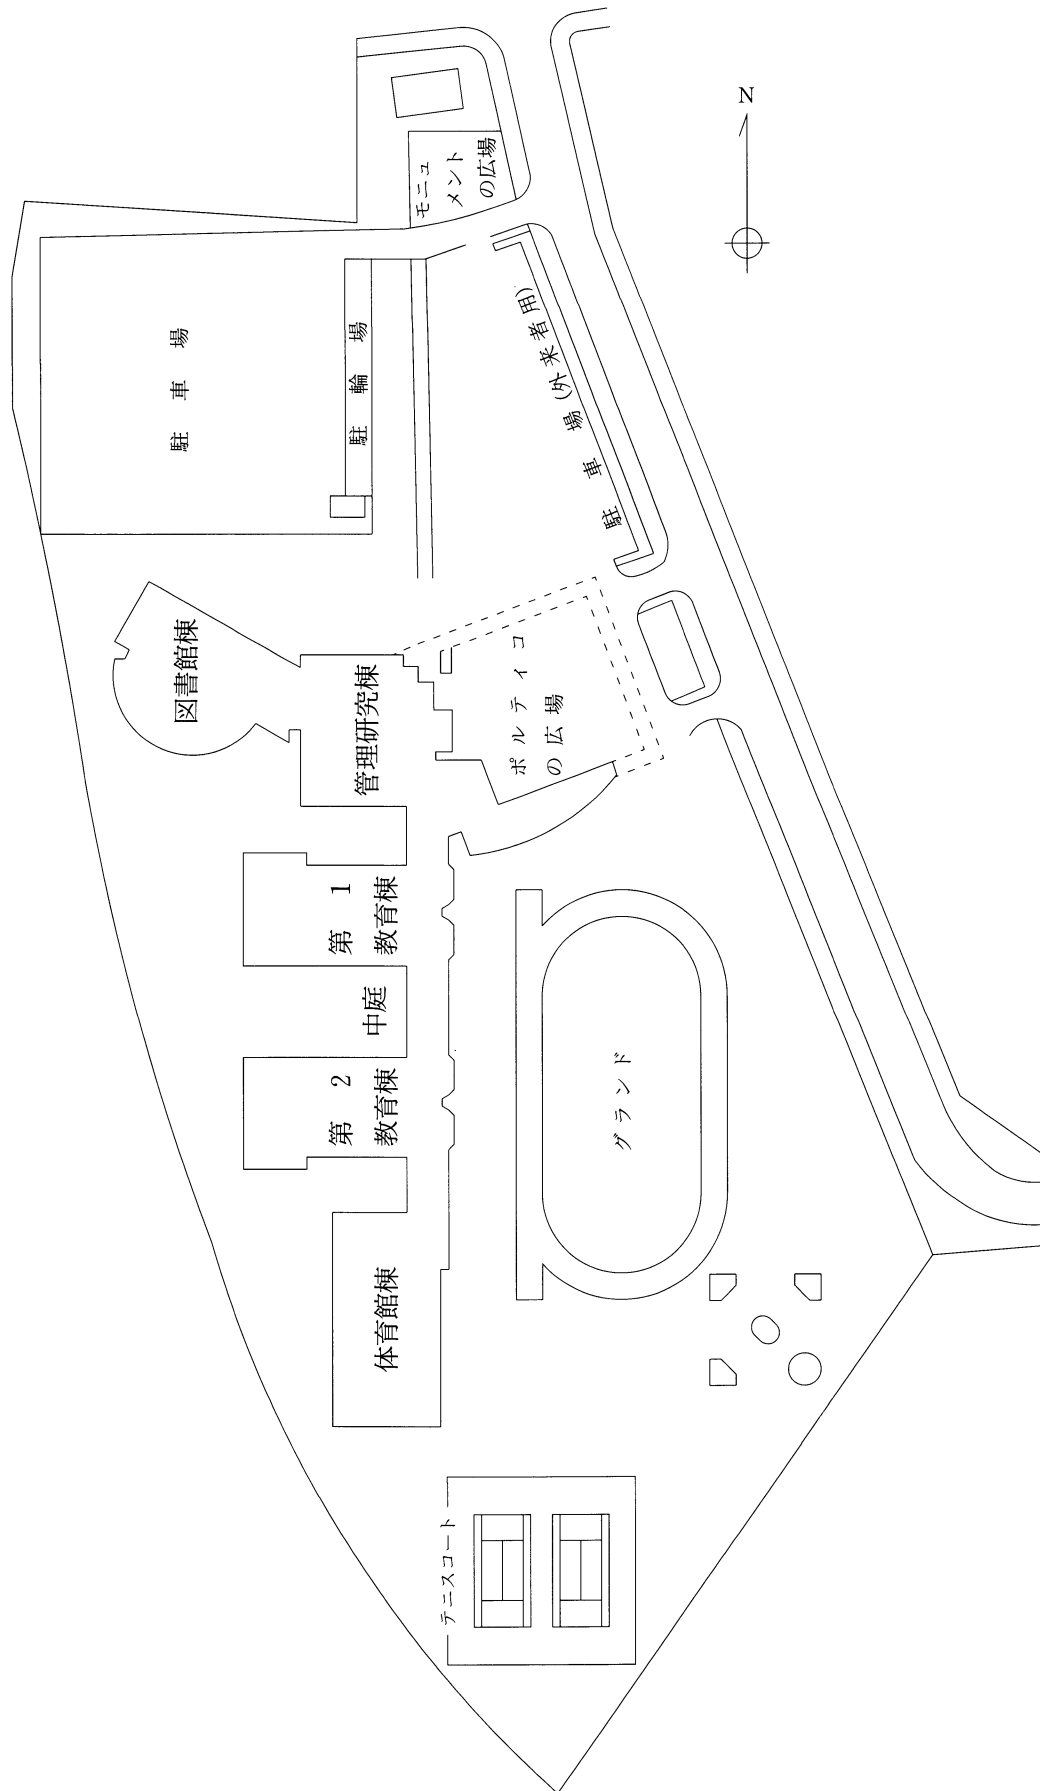 N
モニュ
メント
の広場
駐車場
駐輪場
駐車場(外来者用)
図書館棟
管理研究棟
ポルティコ
の広場
第1
教育棟
中庭
第2
教育棟
グランド
体育館棟
テニスコート